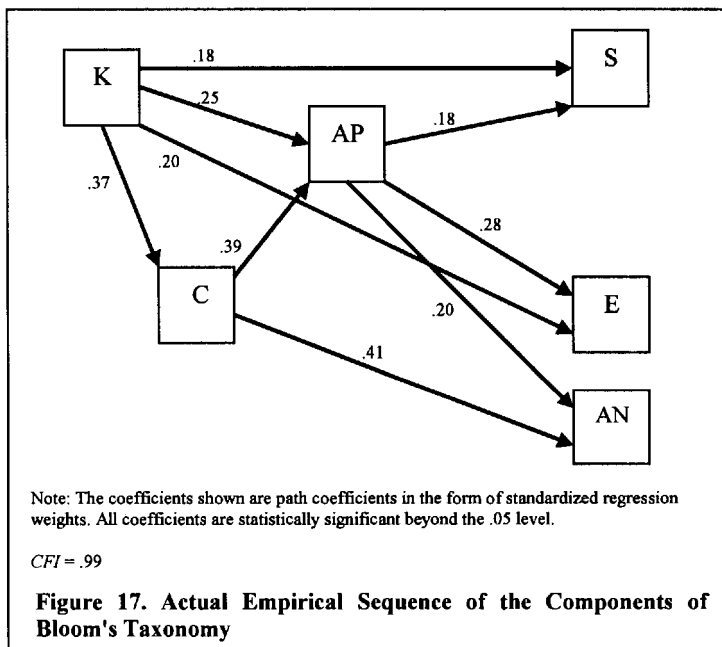 .18
S
K
.25
AP
.18
.20
.37
.28
.39
C
E
.20
.41
AN
Note: The coefficients shown are path coefficients in the form of standardized regression
weights. All coefficients are statistically significant beyond the .05 level.
CFI = .99
Figure 17. Actual Empirical Sequence of the Components of
Bloom's Taxonomy